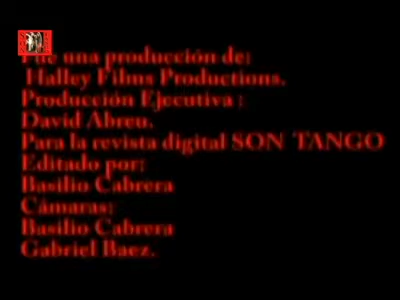 Fue una producción de:
Halley Films Productions.
Producción Ejecutiva :
David Abreu.
Para la revista digital SON TANGO
Editado por:
Basilio Cabrera
Cámaras:
Basilio Cabrera
Gabriel Baez.